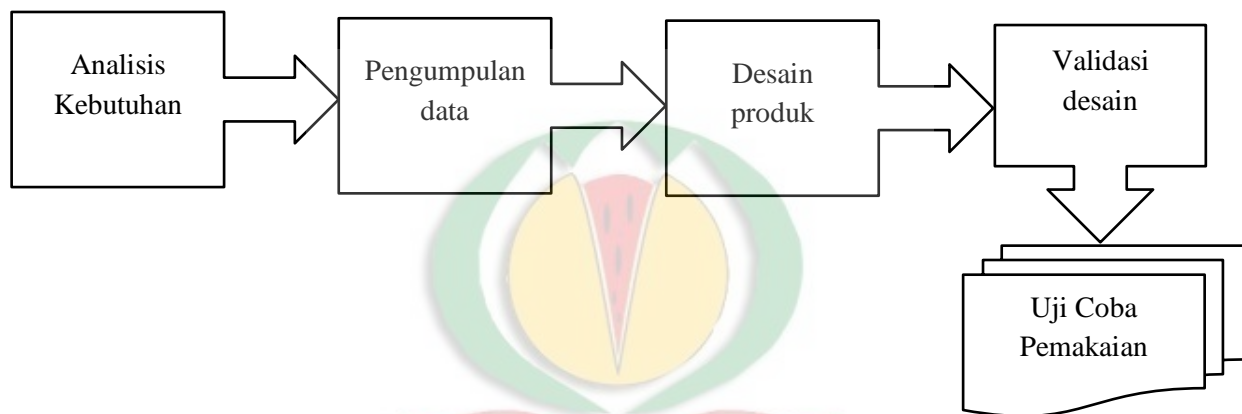 Analisis
Kebutuhan
Pengumpulan
data
Desain
produk
Validasi
desain
Uji Coba
Pemakaian